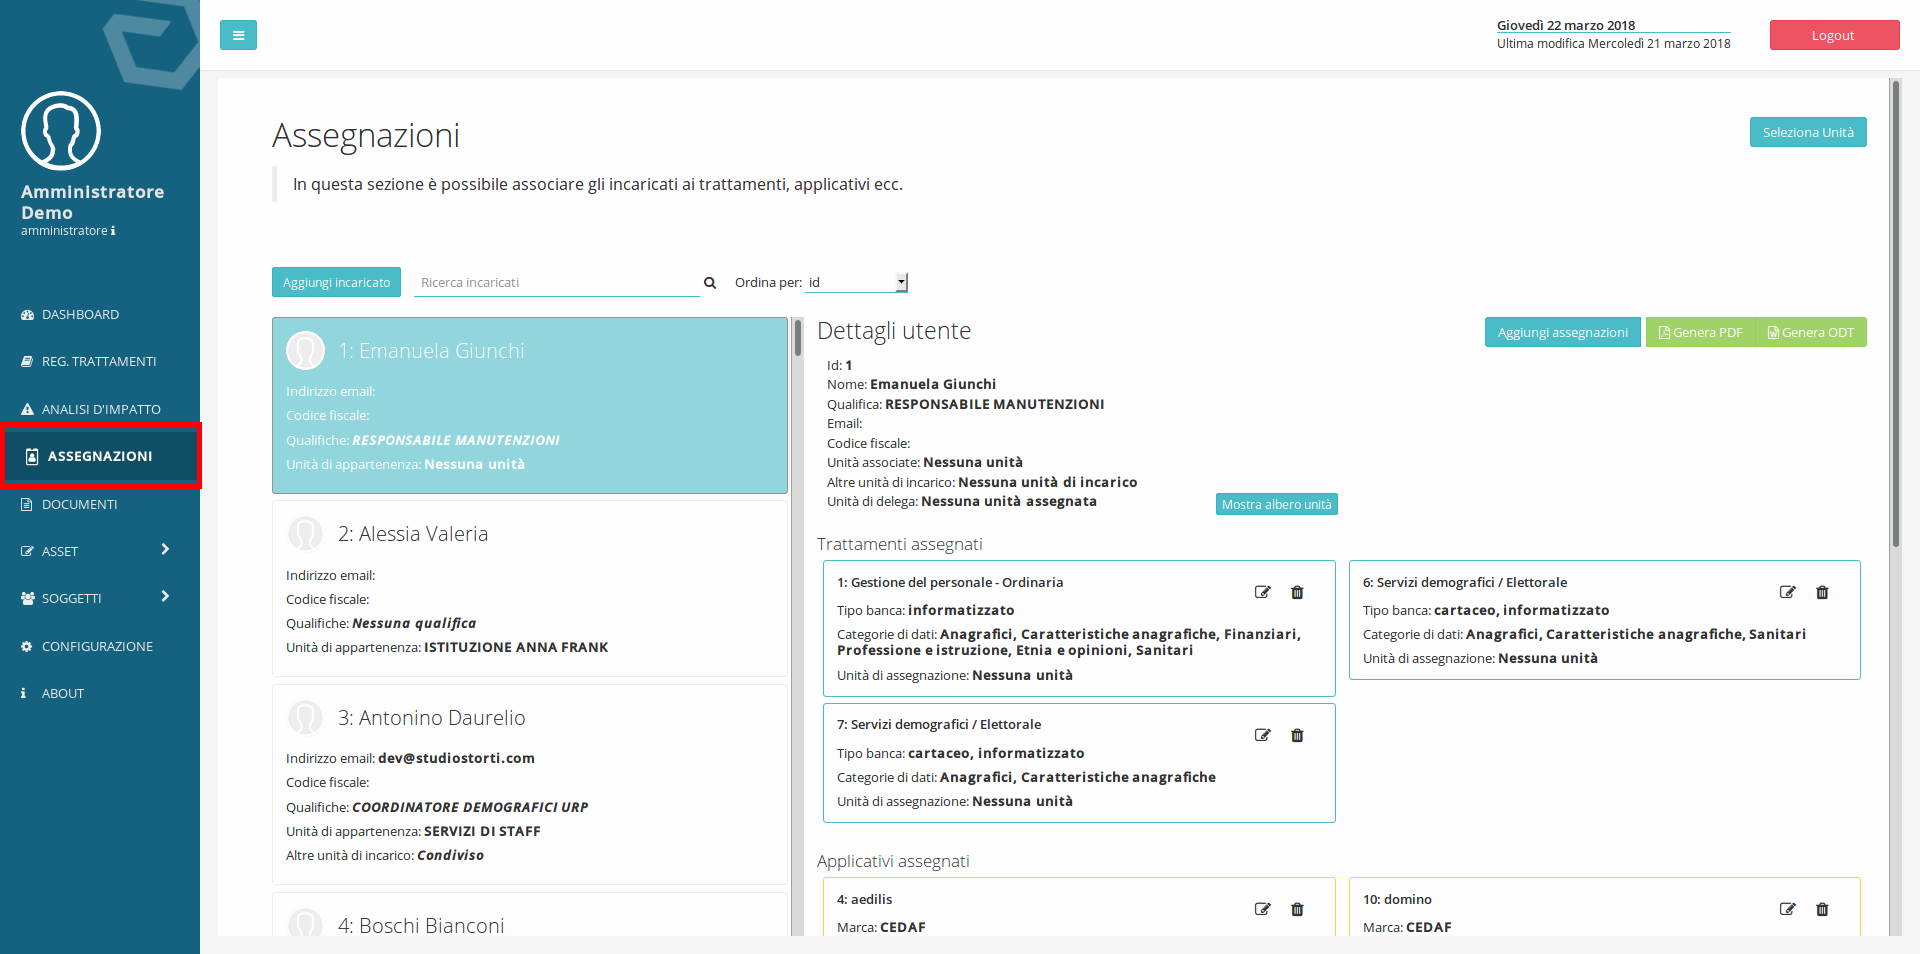 Giovedì 22 marzo 2018
Ultima modifica Mercoledì 21 marzo 2018
Logout
Amministratore
Demo
amministratore
DASHBOARD
REG. TRATTAMENTI
ANALISI D'IMPATTO
ASSEGNAZIONI
DOCUMENTI
ASSET
SOGGETTI
CONFIGURAZIONE
ABOUT
Assegnazioni
Seleziona Unità
In questa sezione è possibile associare gli incaricati ai trattamenti, applicativi ecc.
Aggiungi incaricato
Ricerca incaricati
Ordina per: id
1: Emanuela Giunchi
Indirizzo email:
Codice fiscale:
Qualifiche: RESPONSABILE MANUTENZIONI
Unità di appartenenza: Nessuna unità
2: Alessia Valeria
Indirizzo email:
Codice fiscale:
Qualifiche: Nessuna qualifica
Unità di appartenenza: ISTITUZIONE ANNA FRANK
3: Antonino Daurelio
Indirizzo email: dev@studiostorti.com
Codice fiscale:
Qualifiche: COORDINATORE DEMOGRAFICI URP
Unità di appartenenza: SERVIZI DI STAFF
Altre unità di incarico: Condiviso
4: Boschi Bianconi
Dettagli utente
Aggiungi assegnazioni
Genera PDF
Genera ODT
Id: 1
Nome: Emanuela Giunchi
Qualifica: RESPONSABILE MANUTENZIONI
Email:
Codice fiscale:
Unità associate: Nessuna unità
Altre unità di incarico: Nessuna unità di incarico
Unità di delega: Nessuna unità assegnata
Mostra albero unità
Trattamenti assegnati
1: Gestione del personale - Ordinaria
Tipo banca: informatizzato
Categorie di dati: Anagrafici, Caratteristiche anagrafiche, Finanziari,
Professione e istruzione, Etnia e opinioni, Sanitari
Unità di assegnazione: Nessuna unità
6: Servizi demografici / Elettorale
Tipo banca: cartaceo, informatizzato
Categorie di dati: Anagrafici, Caratteristiche anagrafiche, Sanitari
Unità di assegnazione: Nessuna unità
7: Servizi demografici / Elettorale
Tipo banca: cartaceo, informatizzato
Categorie di dati: Anagrafici, Caratteristiche anagrafiche
Unità di assegnazione: Nessuna unità
Applicativi assegnati
4: aedilis
Marca: CEDAF
10: domino
Marca: CEDAF